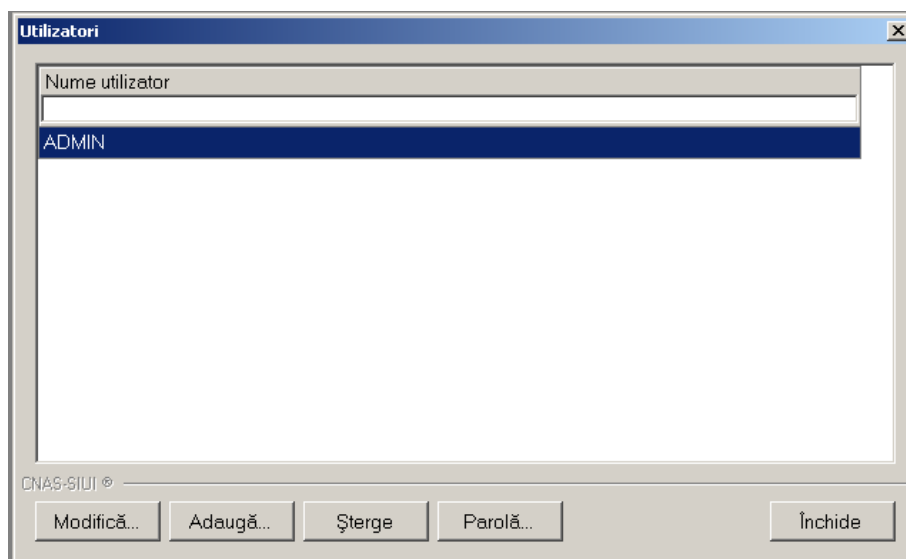 Utilizatori
Nume utilizator
ADMIN
CNAS-SIUI ®
Modifică... Adaugă... Şterge Parolă... Închide